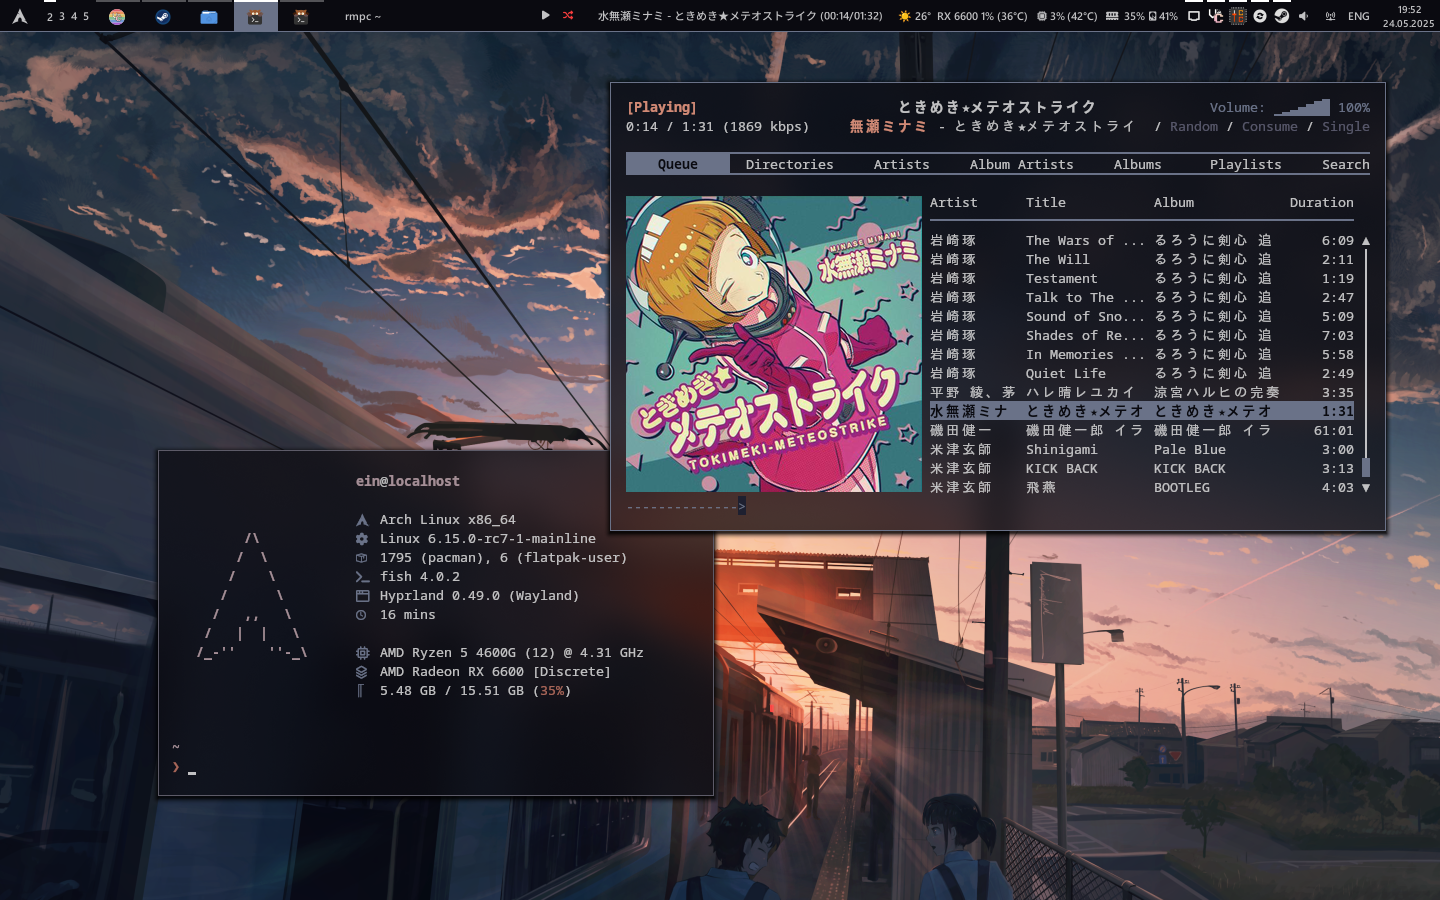 2 3 4 5
rmpc ~
水無瀬ミナミ - ときめき★メテオストライク (00:14/01:32)
26° RX 6600 1% (36°C) 3% (42°C) 35% 41%
ENG
19:52
24.05.2025
[Playing]
ときめき★メテオストライク
Volume: 100%
0:14 / 1:31 (1869 kbps)
無瀬ミナミ - ときめき★メテオストライ
/ Random / Consume / Single
Queue Directories Artists Album Artists Albums Playlists Search
MINASE MINAMI
水無瀬ミナミ
ときめき☆
メテオストライク
TOKIMEKI-METEOSTRIKE
Artist Title Album Duration
岩崎琢 The Wars of ... るろうに剣心 追 6:09
岩崎琢 The Will るろうに剣心 追 2:11
岩崎琢 Testament るろうに剣心 追 1:19
岩崎琢 Talk to The ... るろうに剣心 追 2:47
岩崎琢 Sound of Sno... るろうに剣心 追 5:09
岩崎琢 Shades of Re... るろうに剣心 追 7:03
岩崎琢 In Memories ... るろうに剣心 追 5:58
岩崎琢 Quiet Life るろうに剣心 追 2:49
平野 綾、茅 ハレ晴レユカイ 涼宮ハルヒの完奏 3:35
水無瀬ミナ ときめき★メテオ ときめき★メテオ 1:31
磯田健一 磯田健一郎 イラ 磯田健一郎 イラ 61:01
米津玄師 Shinigami Pale Blue 3:00
米津玄師 KICK BACK KICK BACK 3:13
米津玄師 飛燕 BOOTLEG 4:03
-------------->
ein@localhost
Arch Linux x86_64
Linux 6.15.0-rc7-1-mainline
1795 (pacman), 6 (flatpak-user)
fish 4.0.2
Hyprland 0.49.0 (Wayland)
16 mins
AMD Ryzen 5 4600G (12) @ 4.31 GHz
AMD Radeon RX 6600 [Discrete]
5.48 GB / 15.51 GB (35%)
~
❯